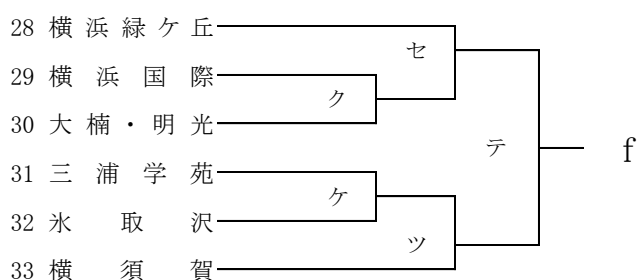 28 横浜緑ケ丘
セ
29 横浜国際
ク
30 大楠・明光
テ
f
31 三浦学苑
ケ
32 氷取沢
ツ
33 横須賀